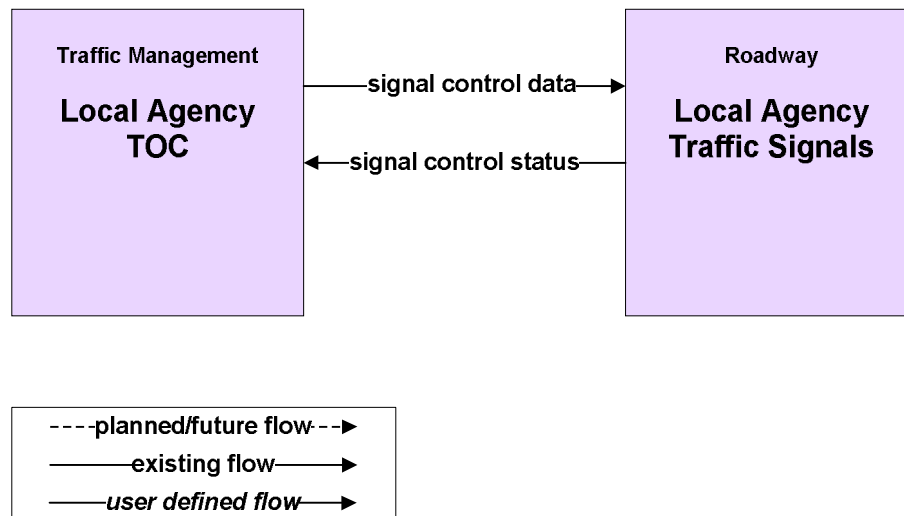 Traffic Management
Local Agency
TOC
signal control data
signal control status
Roadway
Local Agency
Traffic Signals
planned/future flow
existing flow
user defined flow